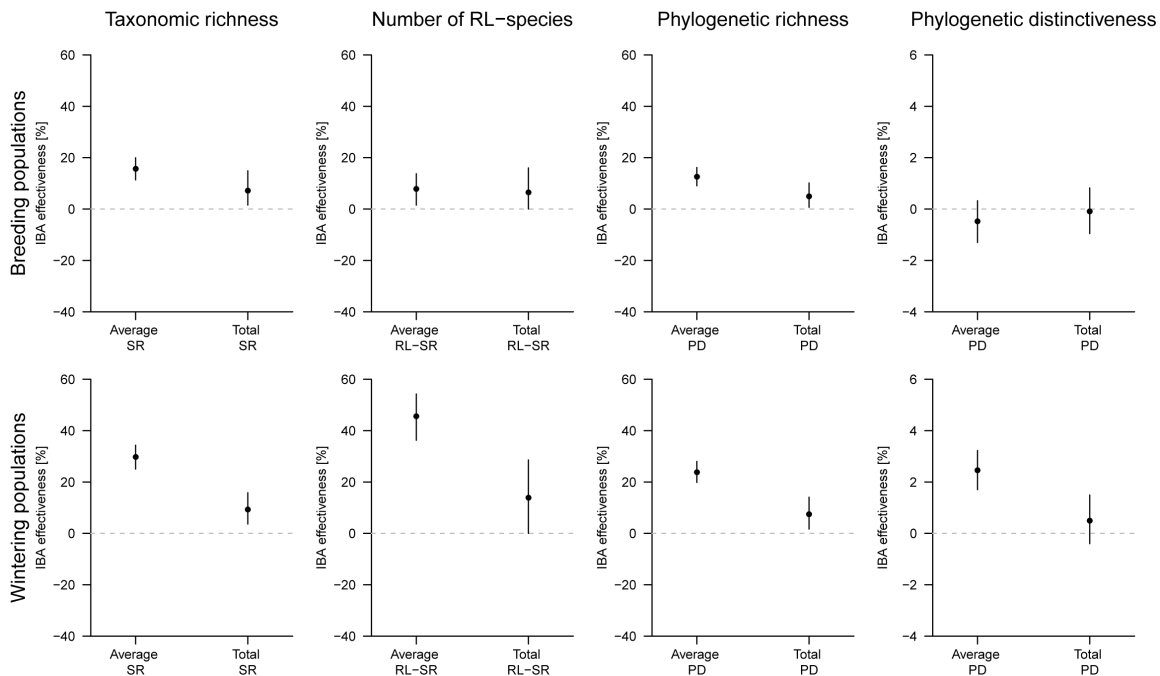 Taxonomic richness
Number of RL−species
Phylogenetic richness
Phylogenetic distinctiveness
Breeding populations
IBA effectiveness [%]
60
40
20
0
−20
−40
Average
SR
Total
SR
IBA effectiveness [%]
60
40
20
0
−20
−40
Average
RL−SR
Total
RL−SR
IBA effectiveness [%]
60
40
20
0
−20
−40
Average
PD
Total
PD
IBA effectiveness [%]
6
4
2
0
−2
−4
Average
PD
Total
PD
Wintering populations
IBA effectiveness [%]
60
40
20
0
−20
−40
Average
SR
Total
SR
IBA effectiveness [%]
60
40
20
0
−20
−40
Average
RL−SR
Total
RL−SR
IBA effectiveness [%]
60
40
20
0
−20
−40
Average
PD
Total
PD
IBA effectiveness [%]
6
4
2
0
−2
−4
Average
PD
Total
PD